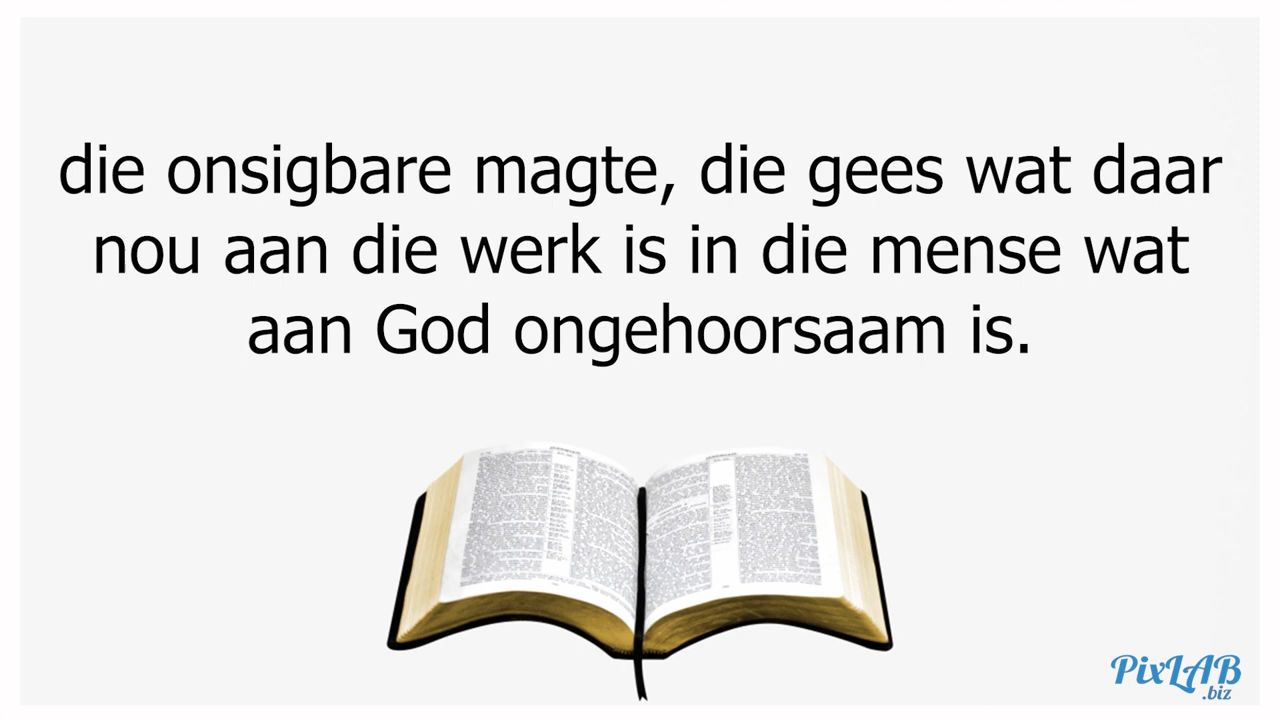 die onsigbare magte, die gees wat daar
nou aan die werk is in die mense wat
aan God ongehoorsaam is.
PixLAB
.biz